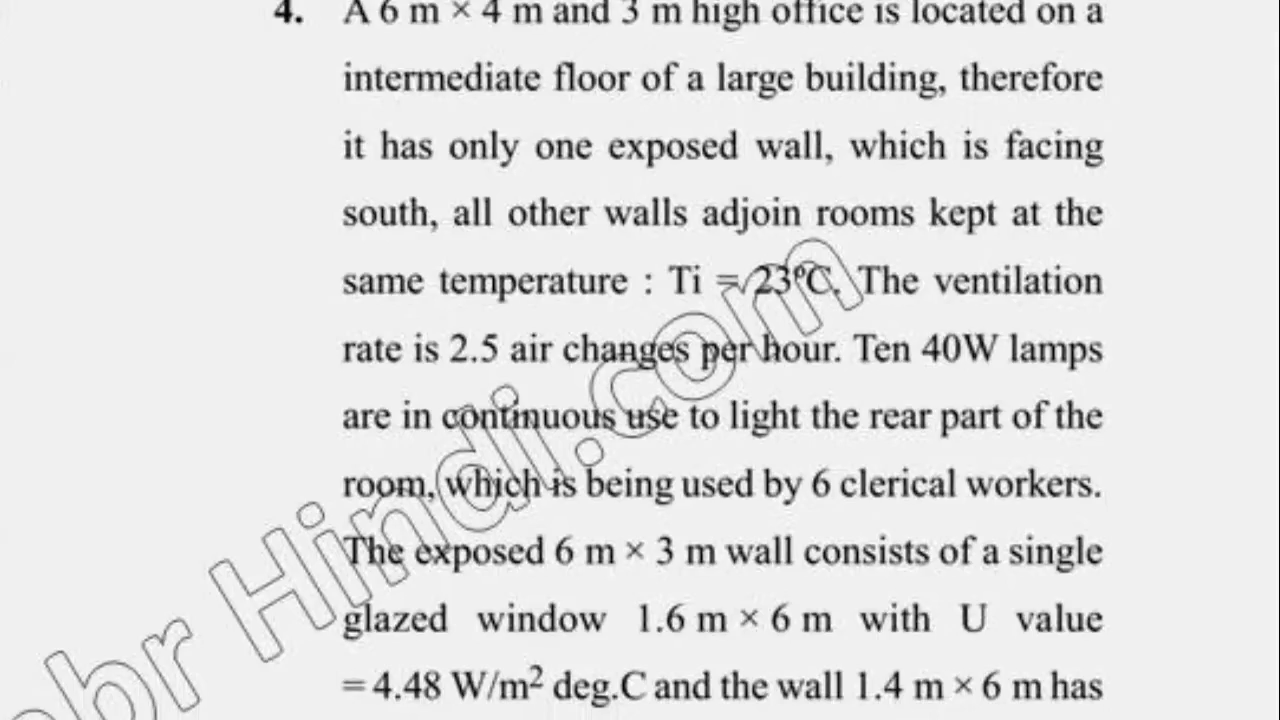 4. A 6 m × 4 m and 3 m high office is located on a
intermediate floor of a large building, therefore
it has only one exposed wall, which is facing
south, all other walls adjoin rooms kept at the
same temperature : Ti = 23ºC. The ventilation
rate is 2.5 air changes per hour. Ten 40W lamps
are in continuous use to light the rear part of the
room, which is being used by 6 clerical workers.
The exposed 6 m × 3 m wall consists of a single
glazed window 1.6 m × 6 m with U value
= 4.48 W/m² deg.C and the wall 1.4 m × 6 m has
Hindi.com